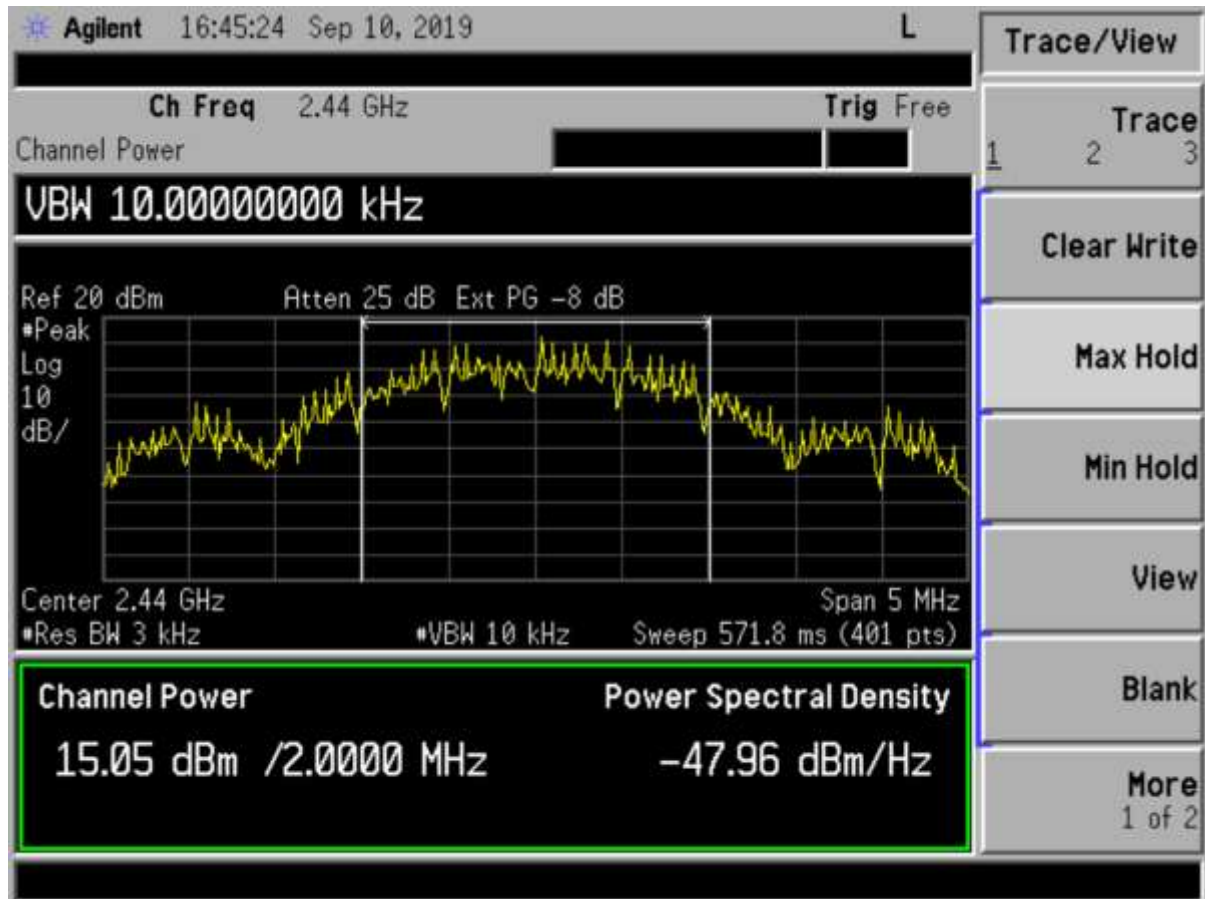 Agilent 16:45:24 Sep 10, 2019 L
Ch Freq 2.44 GHz Trig Free
Channel Power
VBW 10.00000000 kHz
Ref 20 dBm Atten 25 dB Ext PG -8 dB
#Peak
Log
10
dB/
Center 2.44 GHz Span 5 MHz
#Res BW 3 kHz #VBW 10 kHz Sweep 571.8 ms (401 pts)
Channel Power Power Spectral Density
15.05 dBm /2.0000 MHz -47.96 dBm/Hz
Trace/View
Trace
1 2 3
Clear Write
Max Hold
Min Hold
View
Blank
More
1 of 2